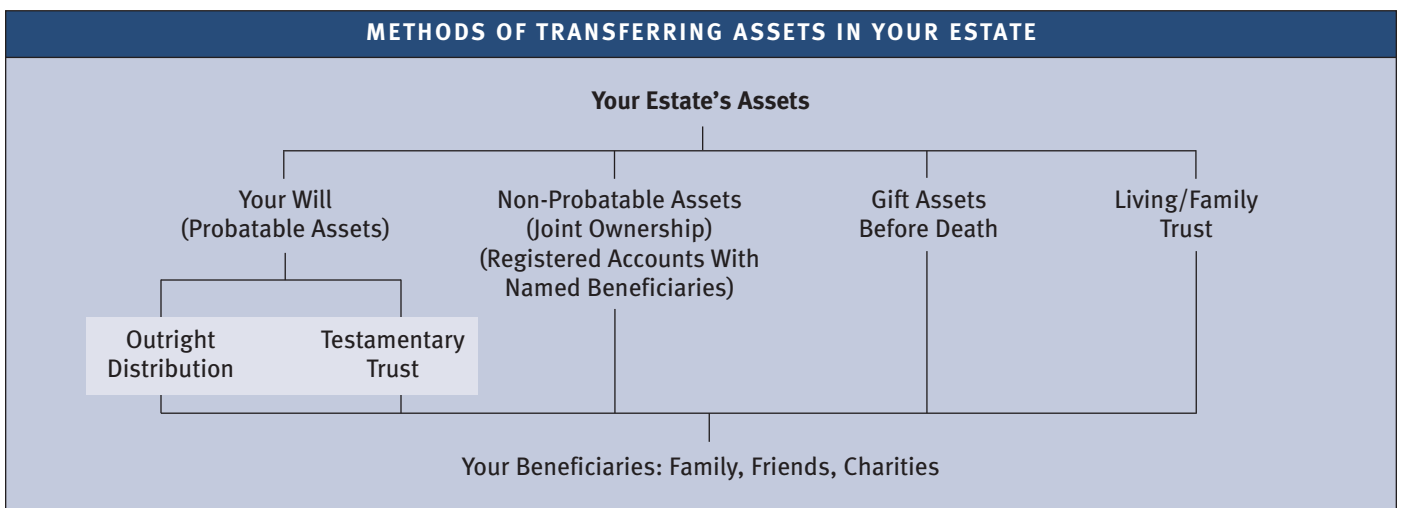 METHODS OF TRANSFERRING ASSETS IN YOUR ESTATE
Your Estate’s Assets
Your Will
(Probatable Assets)
Non-Probatable Assets
(Joint Ownership)
(Registered Accounts With
Named Beneficiaries)
Gift Assets
Before Death
Living/Family
Trust
Outright
Distribution
Testamentary
Trust
Your Beneficiaries: Family, Friends, Charities